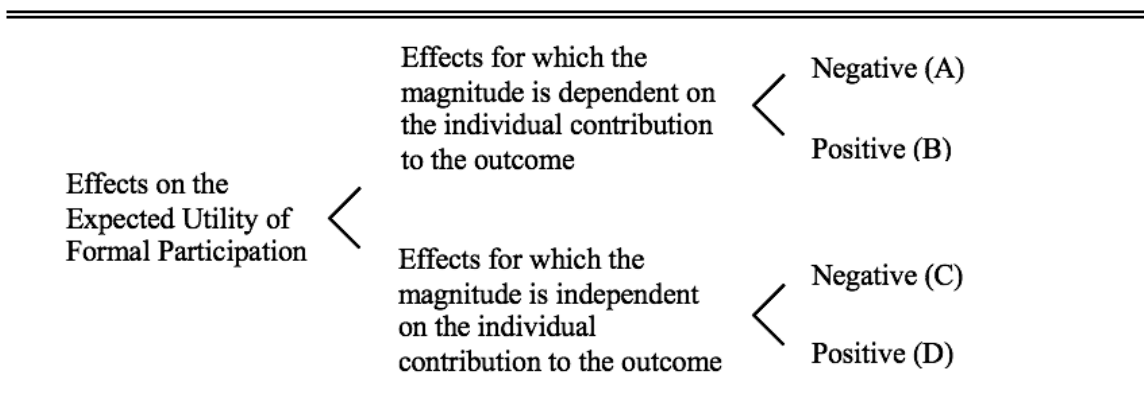 Effects on the
Expected Utility of
Formal Participation
Effects for which the
magnitude is dependent on
the individual contribution
to the outcome
Negative (A)
Positive (B)
Effects for which the
magnitude is independent
on the individual
contribution to the outcome
Negative (C)
Positive (D)